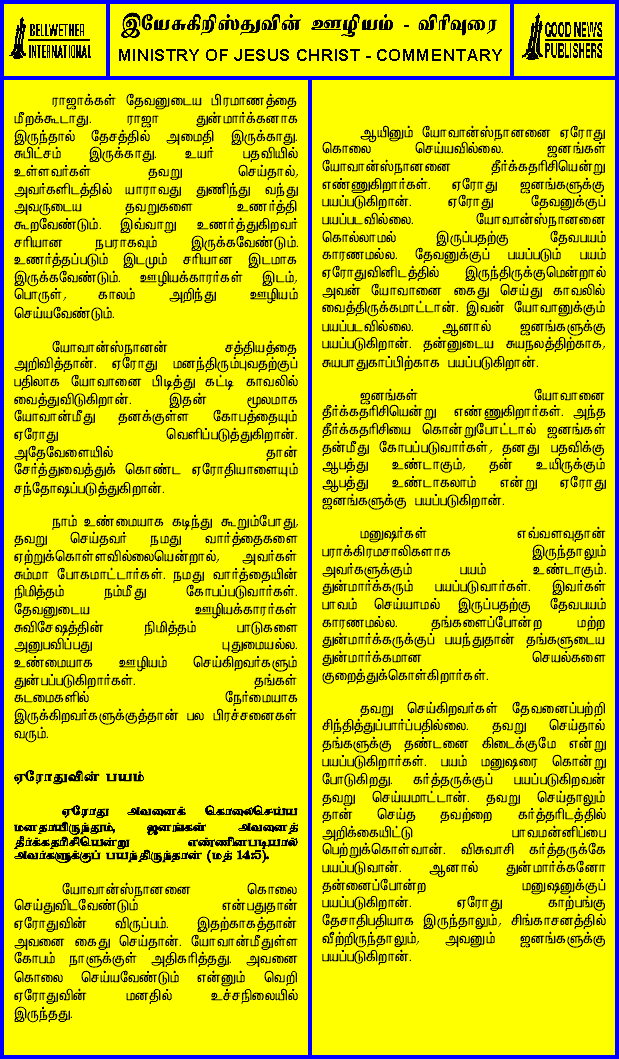 BELLWETHER
INTERNATIONAL
இயேசுகிறிஸ்துவின் ஊழியம் - விரிவுரை
MINISTRY OF JESUS CHRIST - COMMENTARY
GOOD NEWS
PUBLISHERS
ராஜாக்கள் தேவனுடைய பிரமாணத்தை
மீறக்கூடாது. ராஜா துன்மார்க்கனாக
இருந்தால் தேசத்தில் அமைதி இருக்காது.
சுபிட்சம் இருக்காது. உயர் பதவியில்
உள்ளவர்கள் தவறு செய்தால்,
அவர்களிடத்தில் யாராவது துணிந்து வந்து
அவருடைய தவறுகளை உணர்த்தி
கூறவேண்டும். இவ்வாறு உணர்த்துகிறவர்
சரியான நபராகவும் இருக்கவேண்டும்.
உணர்த்தப்படும் இடமும் சரியான இடமாக
இருக்கவேண்டும். ஊழியக்காரர்கள் இடம்,
பொருள், காலம் அறிந்து ஊழியம்
செய்யவேண்டும்.
யோவான்ஸ்நானன் சத்தியத்தை
அறிவித்தான். ஏரோது மனந்திரும்புவதற்குப்
பதிலாக யோவானை பிடித்து கட்டி காவலில்
வைத்துவிடுகிறான். இதன் மூலமாக
யோவான்மீது தனக்குள்ள கோபத்தையும்
ஏரோது வெளிப்படுத்துகிறான்.
அதேவேளையில் தான்
சேர்த்துவைத்துக் கொண்ட ஏரோதியாளையும்
சந்தோஷப்படுத்துகிறான்.
நாம் உண்மையாக கடிந்து கூறும்போது,
தவறு செய்தவர் நமது வார்த்தைகளை
ஏற்றுக்கொள்ளவில்லையென்றால், அவர்கள்
சும்மா போகமாட்டார்கள். நமது வார்த்தையின்
நிமித்தம் நம்மீது கோபப்படுவார்கள்.
தேவனுடைய ஊழியக்காரர்கள்
சுவிசேஷத்தின் நிமித்தம் பாடுகளை
அனுபவிப்பது புதுமையல்ல.
உண்மையாக ஊழியம் செய்கிறவர்களும்
துன்பப்படுகிறார்கள். தங்கள்
கடமைகளில் நேர்மையாக
இருக்கிறவர்களுக்குத்தான் பல பிரச்சனைகள்
வரும்.
ஏரோதுவின் பயம்
ஏரோது அவனைக் கொலைசெய்ய
மனதாயிருந்தும், ஜனங்கள் அவனைத்
தீர்க்கதரிசியென்று எண்ணினபடியால்
அவர்களுக்குப் பயந்திருந்தான் (மத் 14:5).
யோவான்ஸ்நானனை கொலை
செய்துவிடவேண்டும் என்பதுதான்
ஏரோதுவின் விருப்பம். இதற்காகத்தான்
அவனை கைது செய்தான். யோவான்மீதுள்ள
கோபம் நாளுக்குள் அதிகரித்தது. அவனை
கொலை செய்யவேண்டும் என்னும் வெறி
ஏரோதுவின் மனதில் உச்சநிலையில்
இருந்தது.
ஆயினும் யோவான்ஸ்நானனை ஏரோது
கொலை செய்யவில்லை. ஜனங்கள்
யோவான்ஸ்நானனை தீர்க்கதரிசியென்று
எண்ணுகிறார்கள். ஏரோது ஜனங்களுக்கு
பயப்படுகிறான். ஏரோது தேவனுக்குப்
பயப்படவில்லை. யோவான்ஸ்நானனை
கொல்லாமல் இருப்பதற்கு தேவபயம்
காரணமல்ல. தேவனுக்குப் பயப்படும் பயம்
ஏரோதுவினிடத்தில் இருந்திருக்குமென்றால்
அவன் யோவானை கைது செய்து காவலில்
வைத்திருக்கமாட்டான். இவன் யோவானுக்கும்
பயப்படவில்லை. ஆனால் ஜனங்களுக்கு
பயப்படுகிறான். தன்னுடைய சுயநலத்திற்காக,
சுயபாதுகாப்பிற்காக பயப்படுகிறான்.
ஜனங்கள் யோவானை
தீர்க்கதரிசியென்று எண்ணுகிறார்கள். அந்த
தீர்க்கதரிசியை கொன்றுபோட்டால் ஜனங்கள்
தன்மீது கோபப்படுவார்கள், தனது பதவிக்கு
ஆபத்து உண்டாகும், தன் உயிருக்கும்
ஆபத்து உண்டாகலாம் என்று ஏரோது
ஜனங்களுக்கு பயப்படுகிறான்.
மனுஷர்கள் எவ்வளவுதான்
பராக்கிரமசாலிகளாக இருந்தாலும்
அவர்களுக்கும் பயம் உண்டாகும்.
துன்மார்க்கரும் பயப்படுவார்கள். இவர்கள்
பாவம் செய்யாமல் இருப்பதற்கு தேவபயம்
காரணமல்ல. தங்களைப்போன்ற மற்ற
துன்மார்க்கருக்குப் பயந்துதான் தங்களுடைய
துன்மார்க்கமான செயல்களை
குறைத்துக்கொள்கிறார்கள்.
தவறு செய்கிறவர்கள் தேவனைப்பற்றி
சிந்தித்துப்பார்ப்பதில்லை. தவறு செய்தால்
தங்களுக்கு தண்டனை கிடைக்குமே என்று
பயப்படுகிறார்கள். பயம் மனுஷரை கொன்று
போடுகிறது. கர்த்தருக்குப் பயப்படுகிறவன்
தவறு செய்யமாட்டான். தவறு செய்தாலும்
தான் செய்த தவற்றை கர்த்தரிடத்தில்
அறிக்கையிட்டு பாவமன்னிப்பை
பெற்றுக்கொள்வான். விசுவாசி கர்த்தருக்கே
பயப்படுவான். ஆனால் துன்மார்க்கனோ
தன்னைப்போன்ற மனுஷனுக்குப்
பயப்படுகிறான். ஏரோது காற்பங்கு
தேசாதிபதியாக இருந்தாலும், சிங்காசனத்தில்
வீற்றிருந்தாலும், அவனும் ஜனங்களுக்கு
பயப்படுகிறான்.